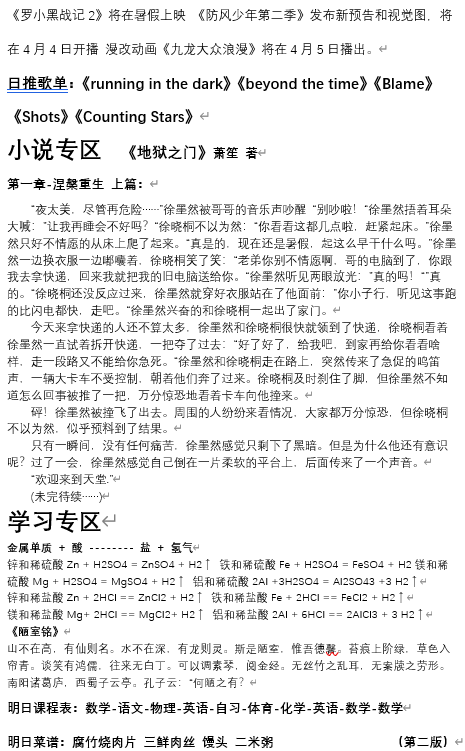 《罗小黑战记 2》将在暑假上映 《防风少年第二季》发布新预告和视觉图，将
在 4 月 4 日开播 漫改动画《九龙大众浪漫》将在 4 月 5 日播出。
日推歌单：《running in the dark》《beyond the time》《Blame》
《Shots》《Counting Stars》
小说专区 《地狱之门》萧笙 著
第一章-涅槃重生 上篇：
“夜太美，尽管再危险······”徐墨然被哥哥的音乐声吵醒 “别吵啦！”徐墨然捂着耳朵
大喊：“让我再睡会不好吗？”徐晓桐不以为然：“你看看这都几点啦，赶紧起床。”徐墨
然只好不情愿的从床上爬了起来。“真是的，现在还是暑假，起这么早干什么吗。”徐墨
然一边换衣服一边嘟囔着，徐晓桐笑了笑：“老弟你别不情愿啊，哥的电脑到了，你跟
我去拿快递，回来我就把我的旧电脑送给你。”徐墨然听见两眼放光：“真的吗！”“真
的。”徐晓桐还没反应过来，徐墨然就穿好衣服站在了他面前：“你小子行，听见这事跑
的比闪电都快，走吧。”徐墨然兴奋的和徐晓桐一起出了家门。
今天来拿快递的人还不算太多，徐墨然和徐晓桐很快就领到了快递，徐晓桐看着
徐墨然一直试着拆开快递，一把夺了过去：“好了好了，给我吧，到家再给你看看啥
样，走一段路又不能给你急死。”徐墨然和徐晓桐走在路上，突然传来了急促的鸣笛
声，一辆大卡车不受控制，朝着他们奔了过来。徐晓桐及时刹住了脚，但徐墨然不知
道怎么回事被推了一把，万分惊恐地看着卡车向他撞来。
砰！徐墨然被撞飞了出去。周围的人纷纷来看情况，大家都万分惊恐，但徐晓桐
不以为然，似乎预料到了结果。
只有一瞬间，没有任何痛苦，徐墨然感觉只剩下了黑暗。但是为什么他还有意识
呢？过了一会，徐墨然感觉自己倒在一片柔软的平台上，后面传来了一个声音。
“欢迎来到天堂.”
(未完待续······)
学习专区
金属单质 + 酸 -------- 盐 + 氢气
锌和稀硫酸 Zn + H2SO4 = ZnSO4 + H2↑ 铁和稀硫酸 Fe + H2SO4 = FeSO4 + H2 镁和稀
硫酸 Mg + H2SO4 = MgSO4 + H2↑ 铝和稀硫酸 2Al +3H2SO4 = Al2SO43 +3 H2↑
锌和稀盐酸 Zn + 2HCl == ZnCl2 + H2↑ 铁和稀盐酸 Fe + 2HCl == FeCl2 + H2↑
镁和稀盐酸 Mg+ 2HCl == MgCl2+ H2↑ 铝和稀盐酸 2Al + 6HCl == 2AlCl3 + 3 H2↑
《陋室铭》
山不在高，有仙则名。水不在深，有龙则灵。斯是陋室，惟吾德馨。苔痕上阶绿，草色入
帘青。谈笑有鸿儒，往来无白丁。可以调素琴，阅金经。无丝竹之乱耳，无案牍之劳形。
南阳诸葛庐，西蜀子云亭。孔子云：“何陋之有？
明日课程表：数学-语文-物理-英语-自习-体育-化学-英语-数学-数学
明日菜谱：腐竹烧肉片 三鲜肉丝 馒头 二米粥 （第二版）